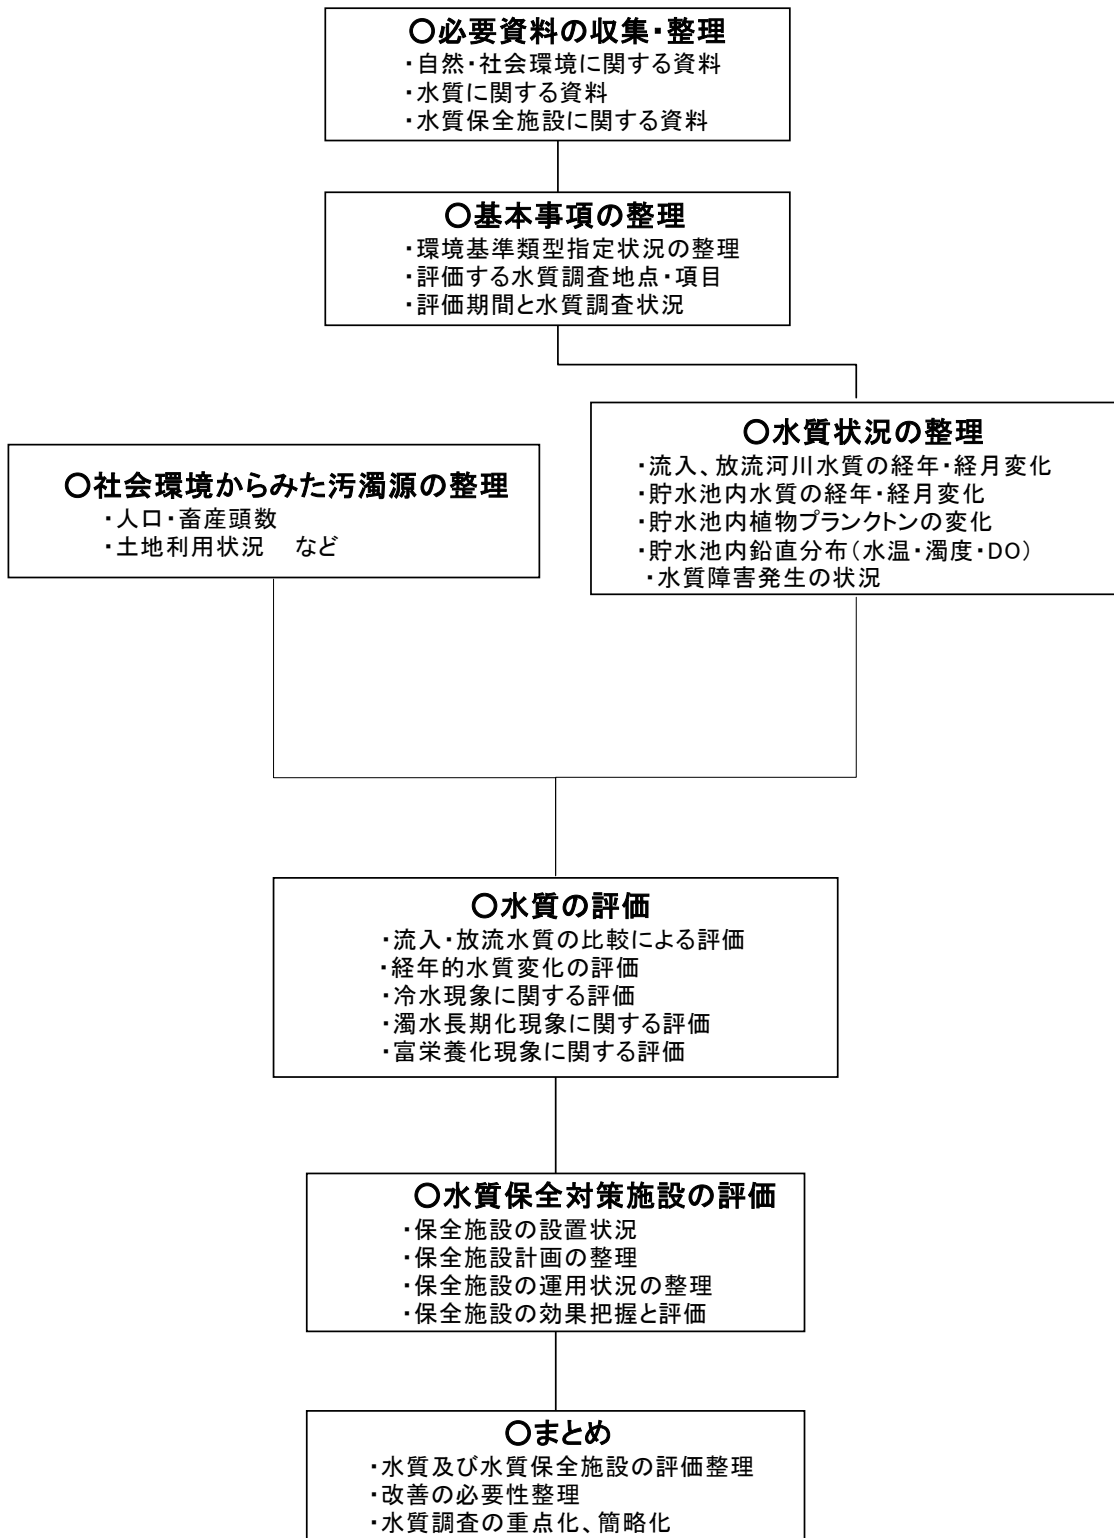 〇必要資料の収集・整理
・自然・社会環境に関する資料
・水質に関する資料
・水質保全施設に関する資料
〇基本事項の整理
・環境基準類型指定状況の整理
・評価する水質調査地点・項目
・評価期間と水質調査状況
〇社会環境からみた汚濁源の整理
・人口・畜産頭数
・土地利用状況　など
〇水質状況の整理
・流入、放流河川水質の経年・経月変化
・貯水池内水質の経年・経月変化
・貯水池内植物プランクトンの変化
・貯水池内鉛直分布（水温・濁度・DO）
・水質障害発生の状況
〇水質の評価
・流入・放流水質の比較による評価
・経年的水質変化の評価
・冷水現象に関する評価
・濁水長期化現象に関する評価
・富栄養化現象に関する評価
〇水質保全対策施設の評価
・保全施設の設置状況
・保全施設計画の整理
・保全施設の運用状況の整理
・保全施設の効果把握と評価
〇まとめ
・水質及び水質保全施設の評価整理
・改善の必要性整理
・水質調査の重点化、簡略化